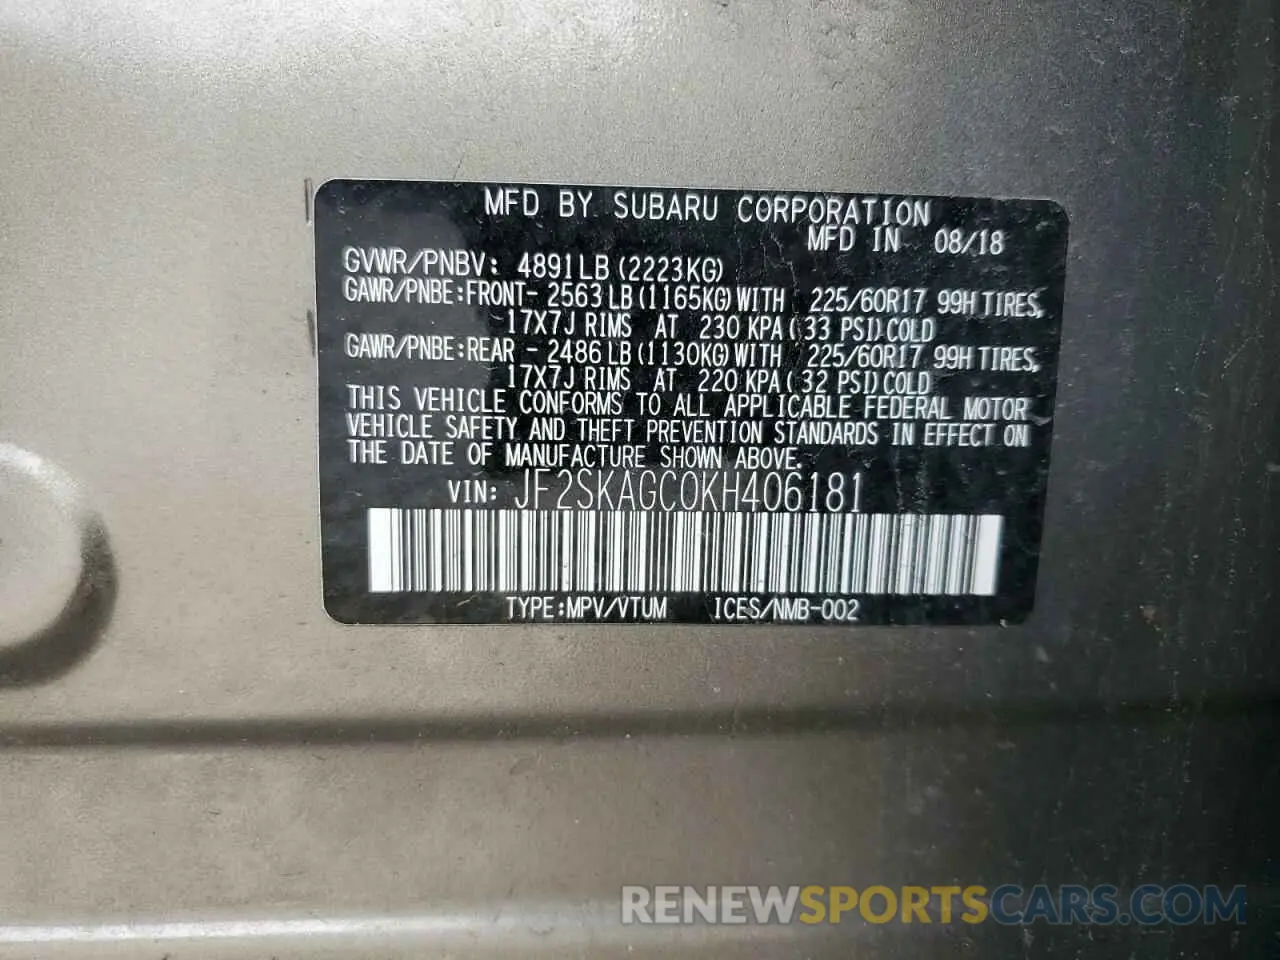 MFD BY SUBARU CORPORATION
MFD IN 08/18
GVWR/PNBV: 4891LB (2223KG)
GAWR/PNBE:FRONT- 2563LB(1165KG)WITH 225/60R17 99H TIRES,
17X7J RIMS AT 230 KPA( 33 PSI)COLD
GAWR/PNBE:REAR - 2486LB(1130KG)WITH 225/60R17 99H TIRES,
17X7J RIMS AT 220 KPA( 32 PSI)COLD
THIS VEHICLE CONFORMS TO ALL APPLICABLE FEDERAL MOTOR
VEHICLE SAFETY AND THEFT PREVENTION STANDARDS IN EFFECT ON
THE DATE OF MANUFACTURE SHOWN ABOVE.
VIN: JF2SKAGC0KH406181
TYPE:MPV/VTUM ICES/NMB-002
RENEWSPORTSCARS.COM